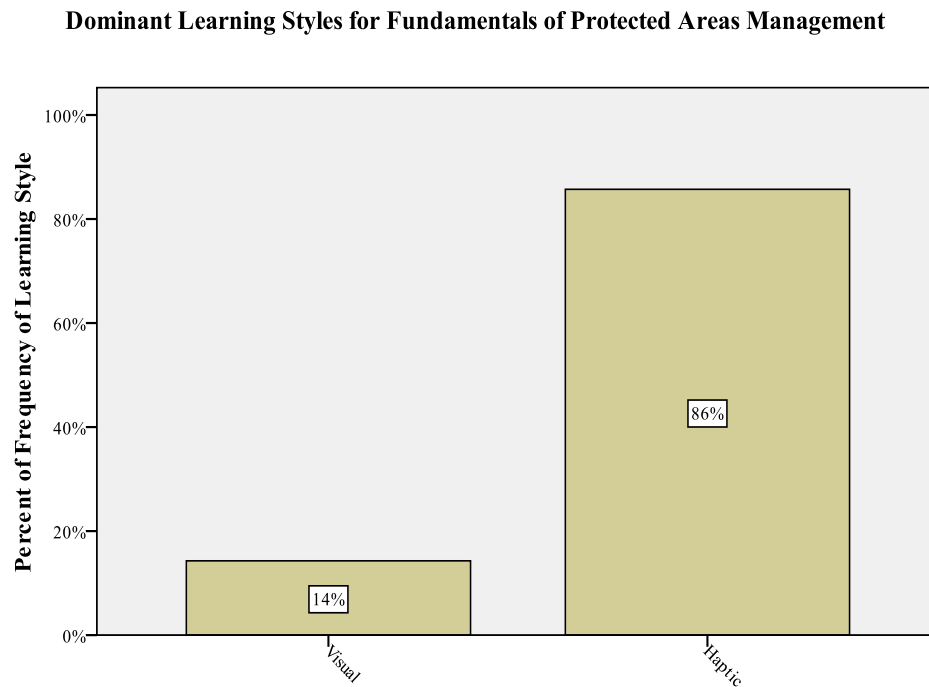 Dominant Learning Styles for Fundamentals of Protected Areas Management
Percent of Frequency of Learning Style
100%
80%
60%
40%
20%
0%
14%
86%
Visual
Haptic